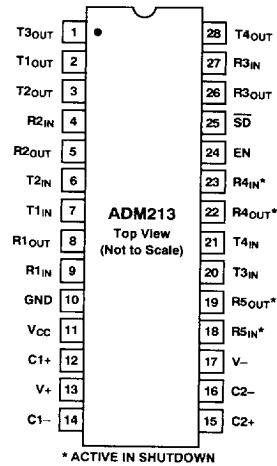 T3OUT 1 28 T4OUT
T1OUT 2 27 R3IN
T2OUT 3 26 R3OUT
R2IN 4 25 S̅D̅
R2OUT 5 24 EN
T2IN 6 23 R4IN*
T1IN 7 22 R4OUT*
R1OUT 8 21 T4IN
R1IN 9 20 T3IN
GND 10 19 R5OUT*
VCC 11 18 R5IN*
C1+ 12 17 V–
V+ 13 16 C2–
C1– 14 15 C2+
ADM213
Top View
(Not to Scale)
* ACTIVE IN SHUTDOWN